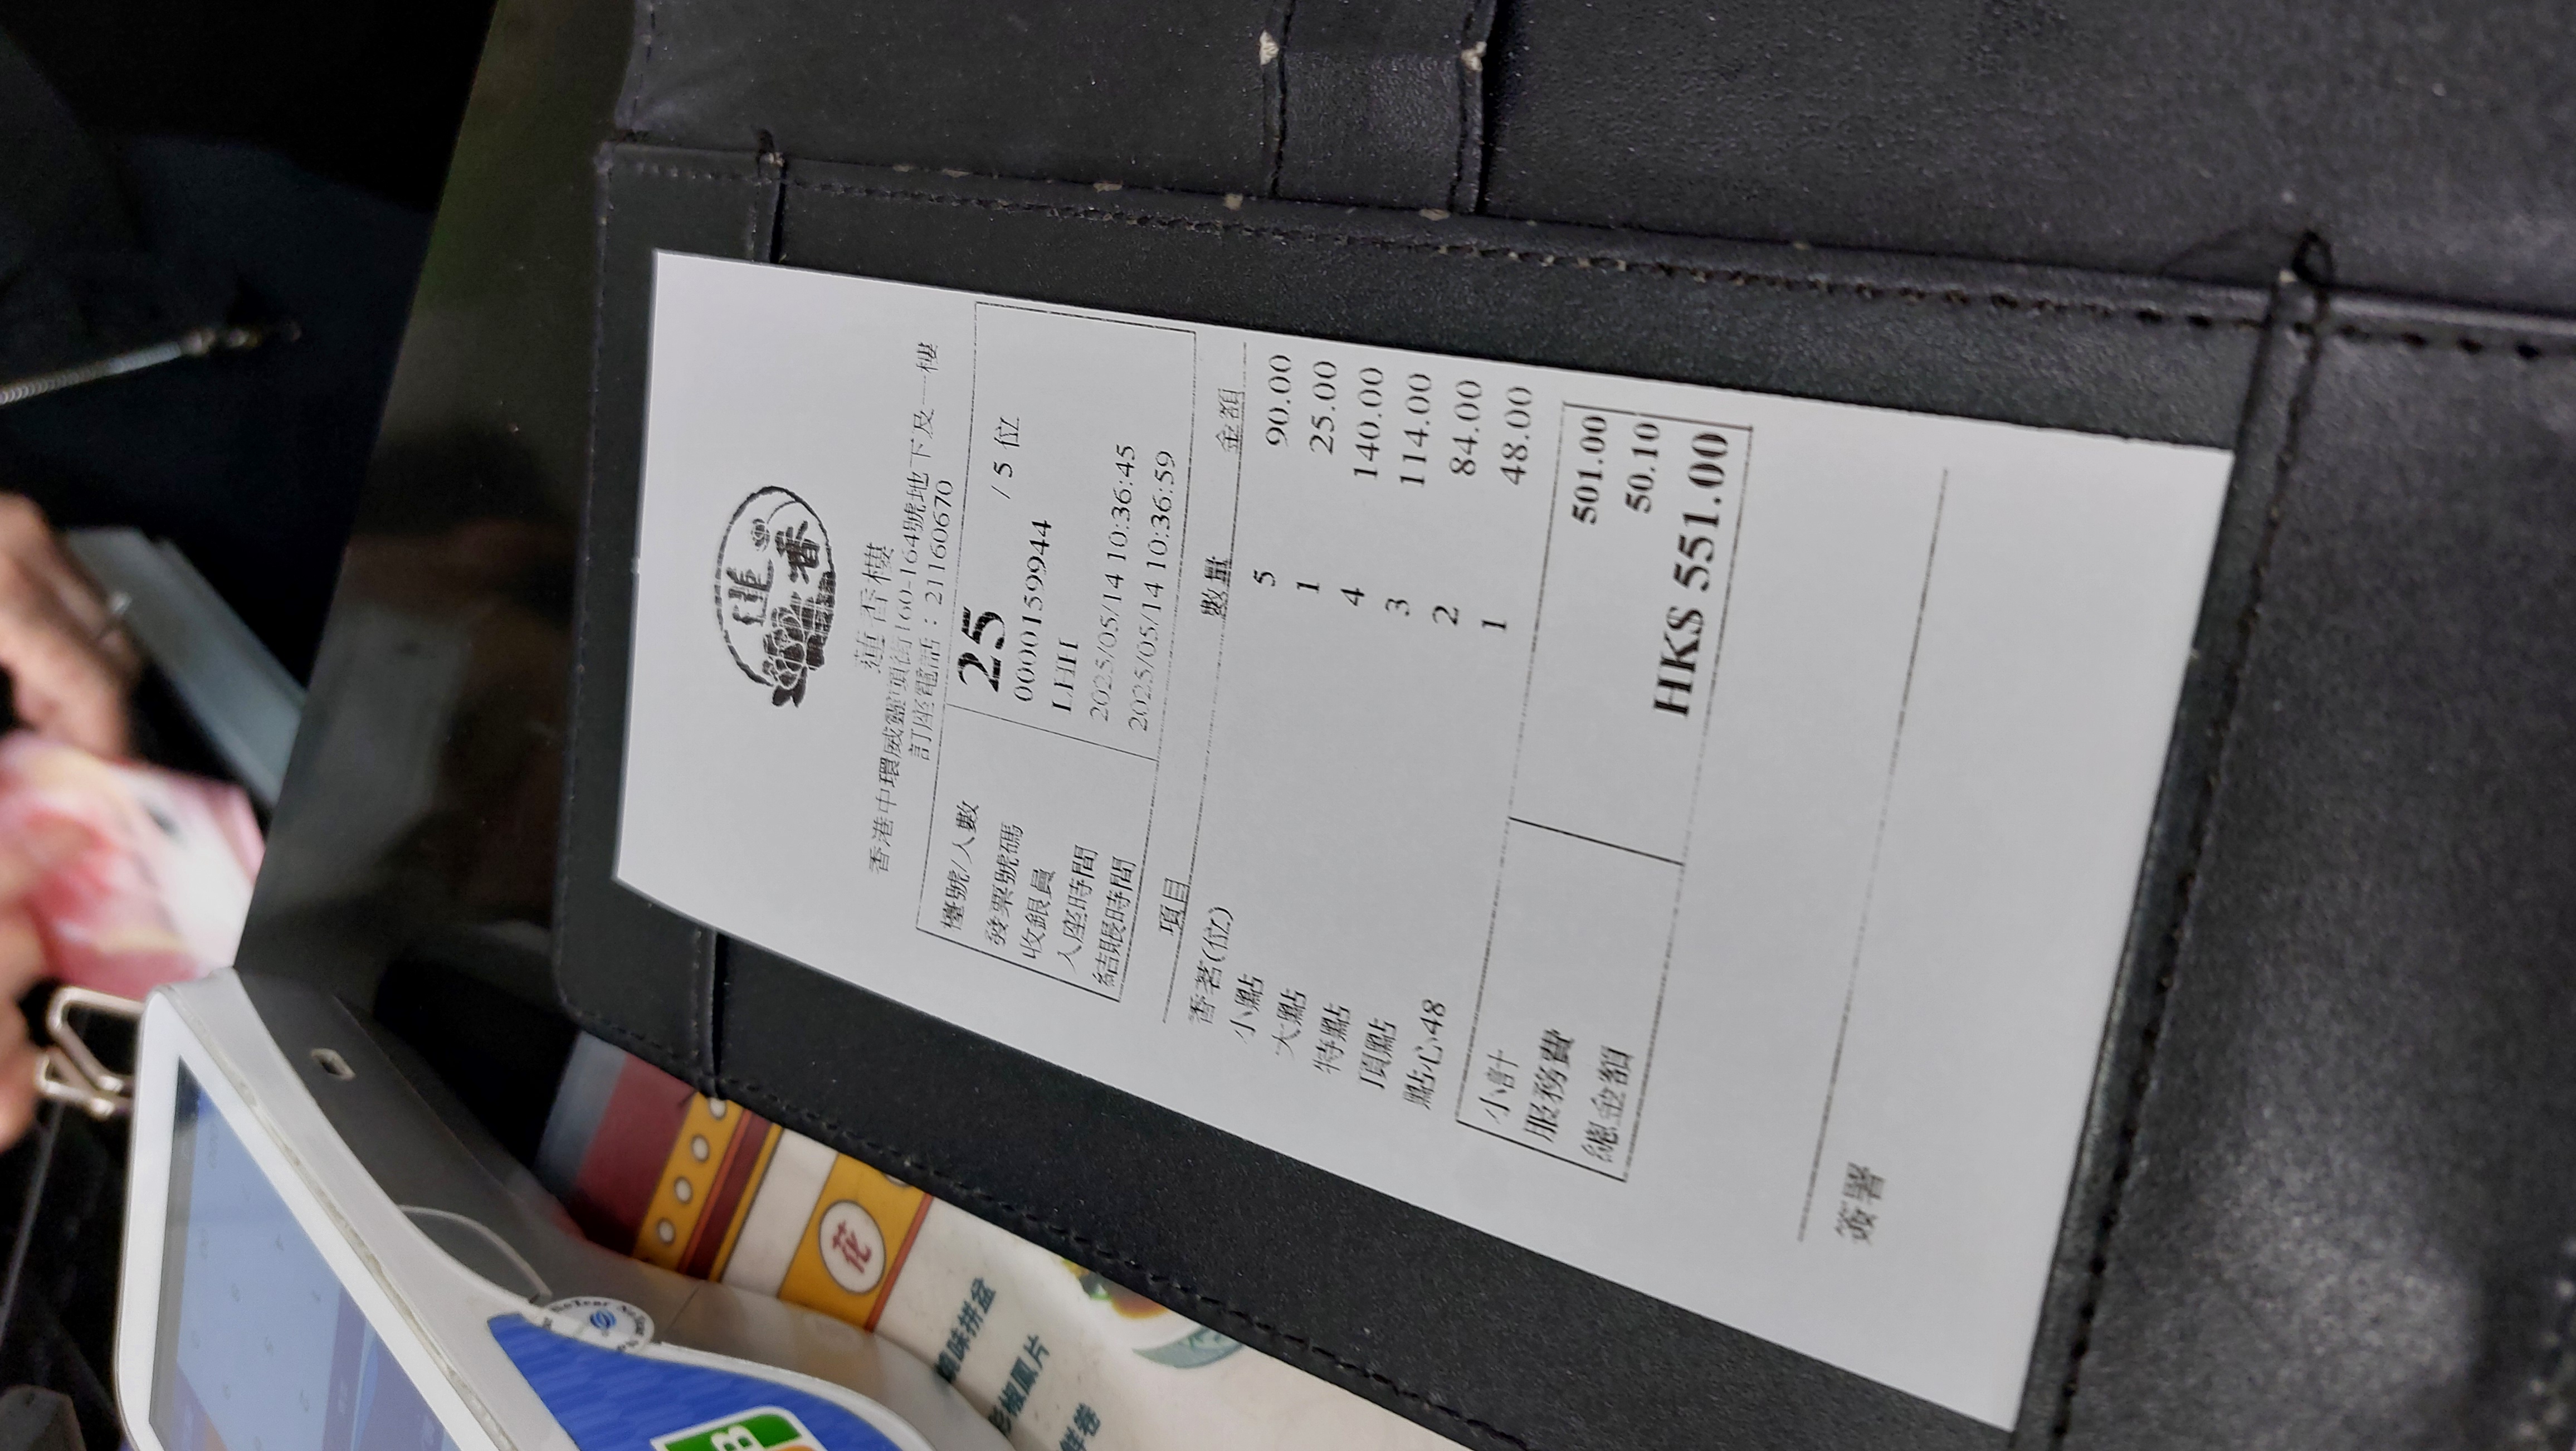 蓮香
蓮香樓
香港中環威靈頓街160-164號地下及一樓
訂座電話：21160670
檯號/人數 25 / 5 位
發票號碼 0000159944
收銀員 LHH
入座時間 2025/05/14 10:36:45
結賬時間 2025/05/14 10:36:59
項目 數量 金額
香茗(位) 5 90.00
小點 1 25.00
大點 4 140.00
特點 3 114.00
頂點 2 84.00
點心48 1 48.00
小計 501.00
服務費 50.10
總金額 HK$ 551.00
簽署
花
味拼盆
片
卷